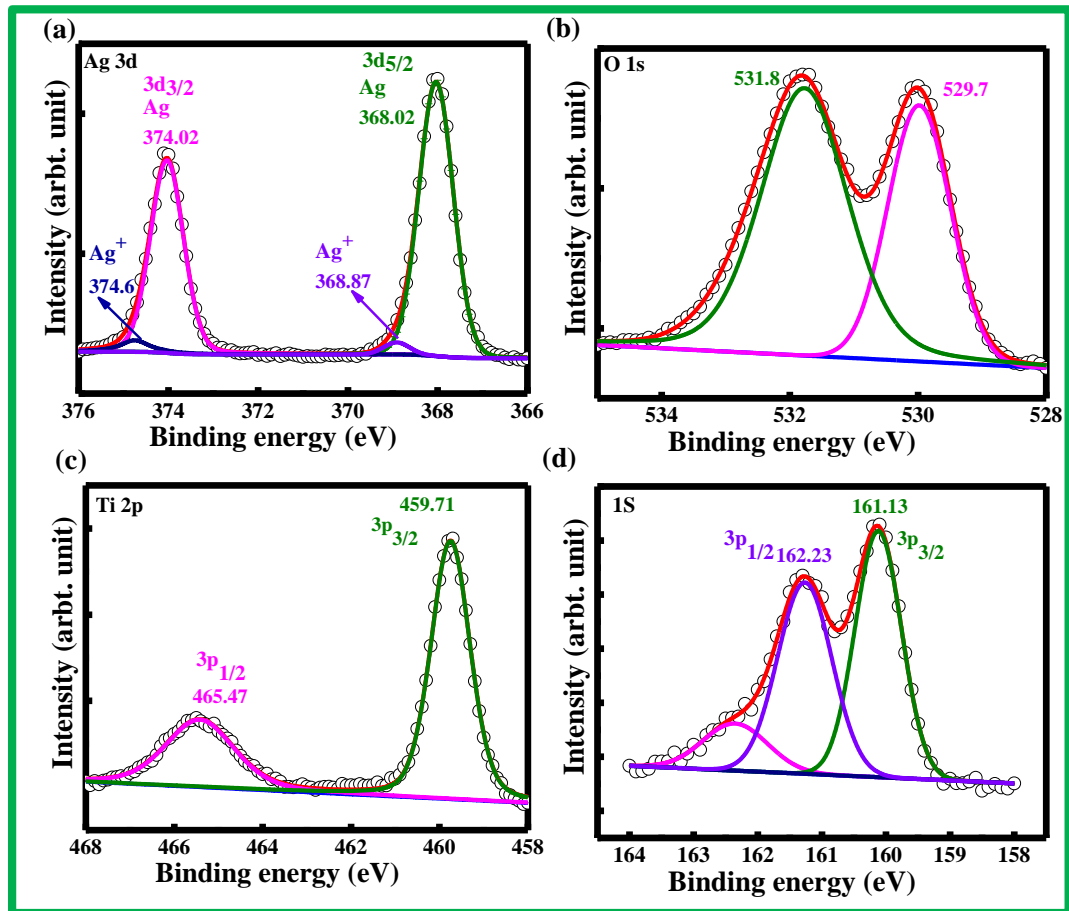 (a)
Ag 3d
3d3/2
Ag
374.02
3d5/2
Ag
368.02
Ag+
374.6
Ag+
368.87
Intensity (arbt. unit)
376 374 372 370 368 366
Binding energy (eV)
(b)
O 1s
531.8
529.7
Intensity (arbt. unit)
534 532 530 528
Binding energy (eV)
(c)
Ti 2p
459.71
3p3/2
3p1/2
465.47
Intensity (arbt. unit)
468 466 464 462 460 458
Binding energy (eV)
(d)
1S
161.13
3p1/2 162.23
3p3/2
Intensity (arbt. unit)
164 163 162 161 160 159 158
Binding energy (eV)